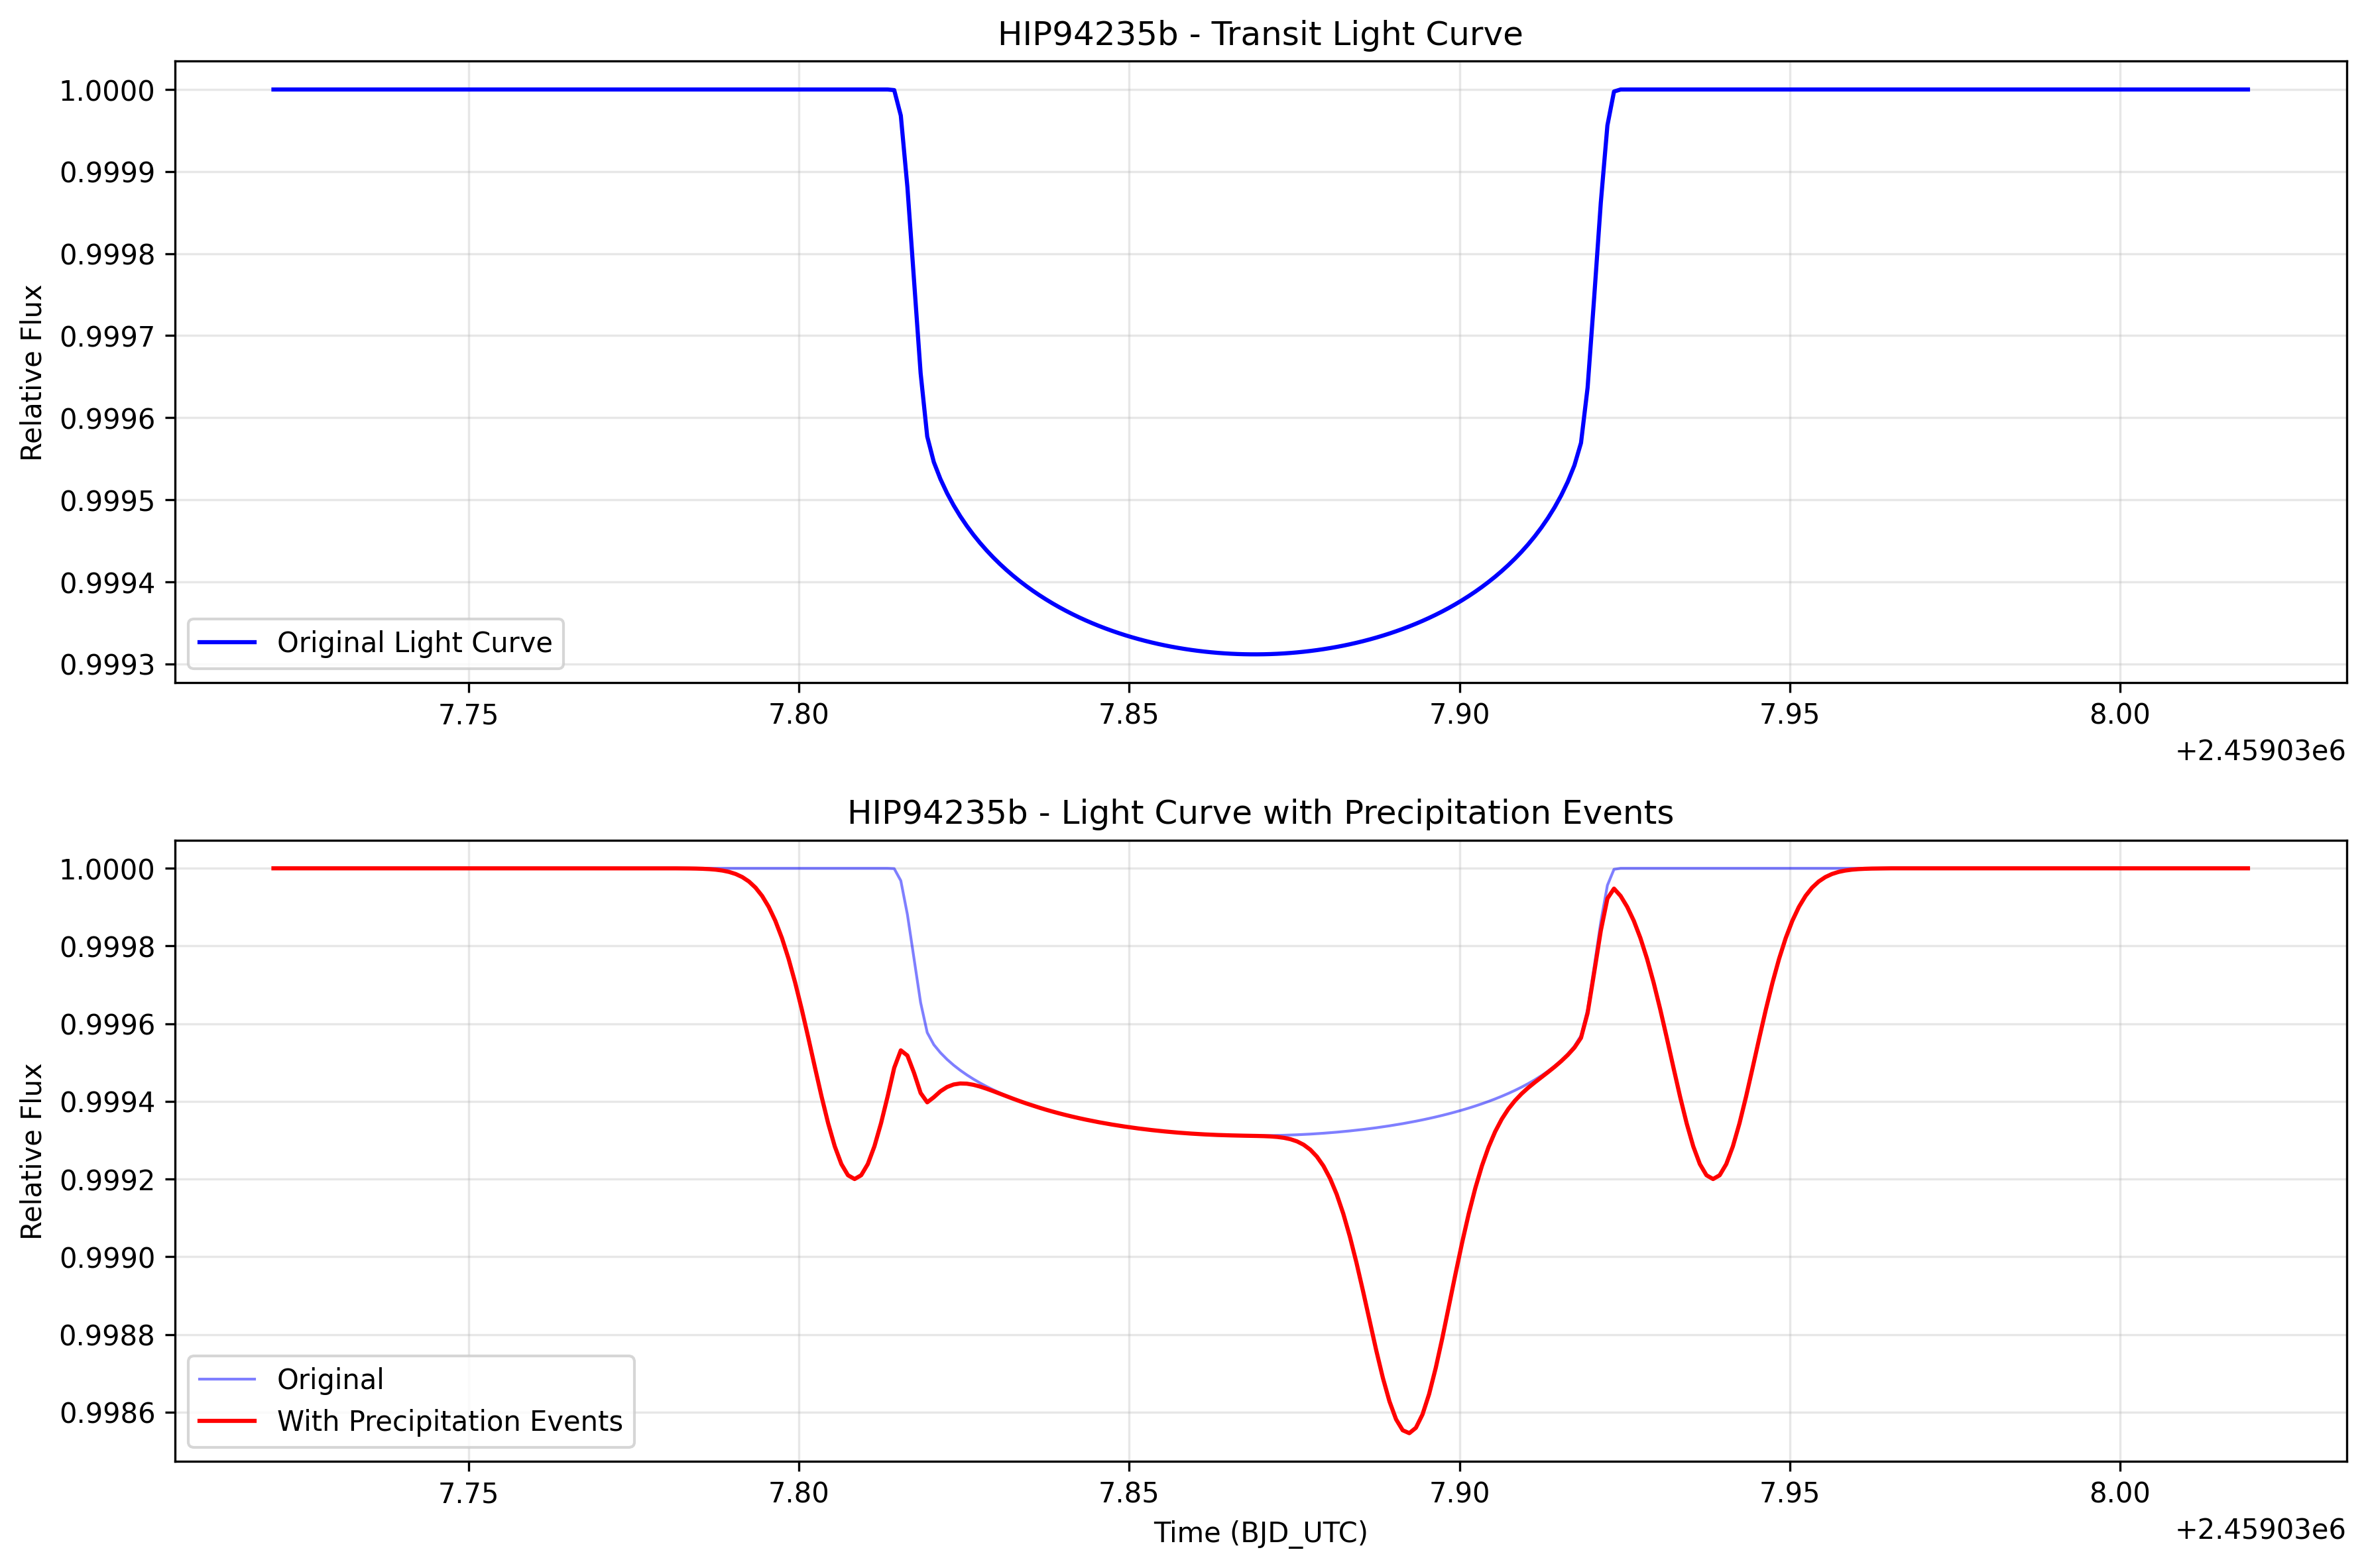 HIP94235b - Transit Light Curve
Relative Flux
1.0000
0.9999
0.9998
0.9997
0.9996
0.9995
0.9994
0.9993
Original Light Curve
7.75 7.80 7.85 7.90 7.95 8.00
+2.45903e6
HIP94235b - Light Curve with Precipitation Events
Relative Flux
1.0000
0.9998
0.9996
0.9994
0.9992
0.9990
0.9988
0.9986
Original
With Precipitation Events
7.75 7.80 7.85 7.90 7.95 8.00
Time (BJD_UTC)
+2.45903e6